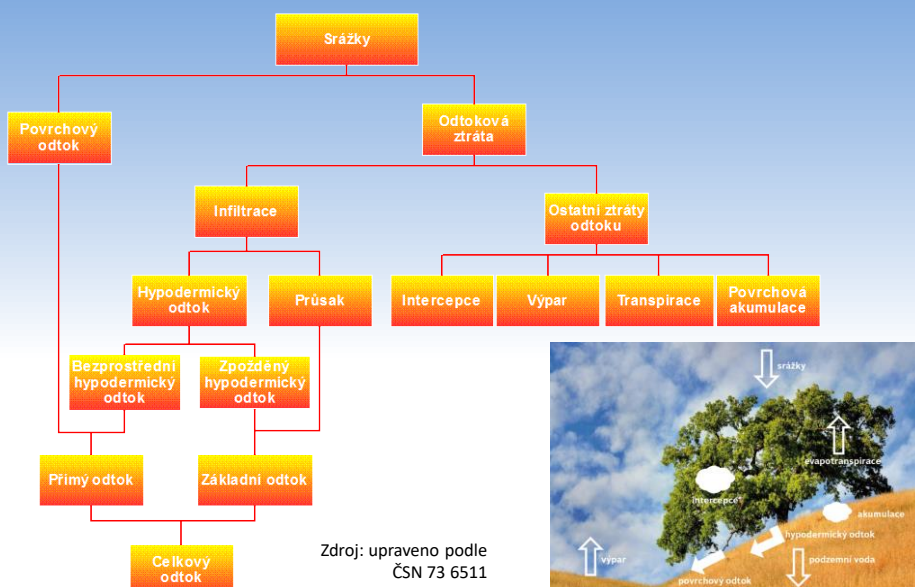 Srážky
Povrchový
odtok
Odtoková
ztráta
Infiltrace
Ostatní ztráty
odtoku
Hypodermický
odtok
Průsak
Intercepce
Výpar
Transpirace
Povrchová
akumulace
Bezprostřední
hypodermický
odtok
Zpožděný
hypodermický
odtok
Přímý odtok
Základní odtok
Celkový
odtok
Zdroj: upraveno podle
ČSN 73 6511
srážky
evapotranspirace
intercepce
akumulace
hypodermický odtok
výpar
podzemní voda
povrchový odtok